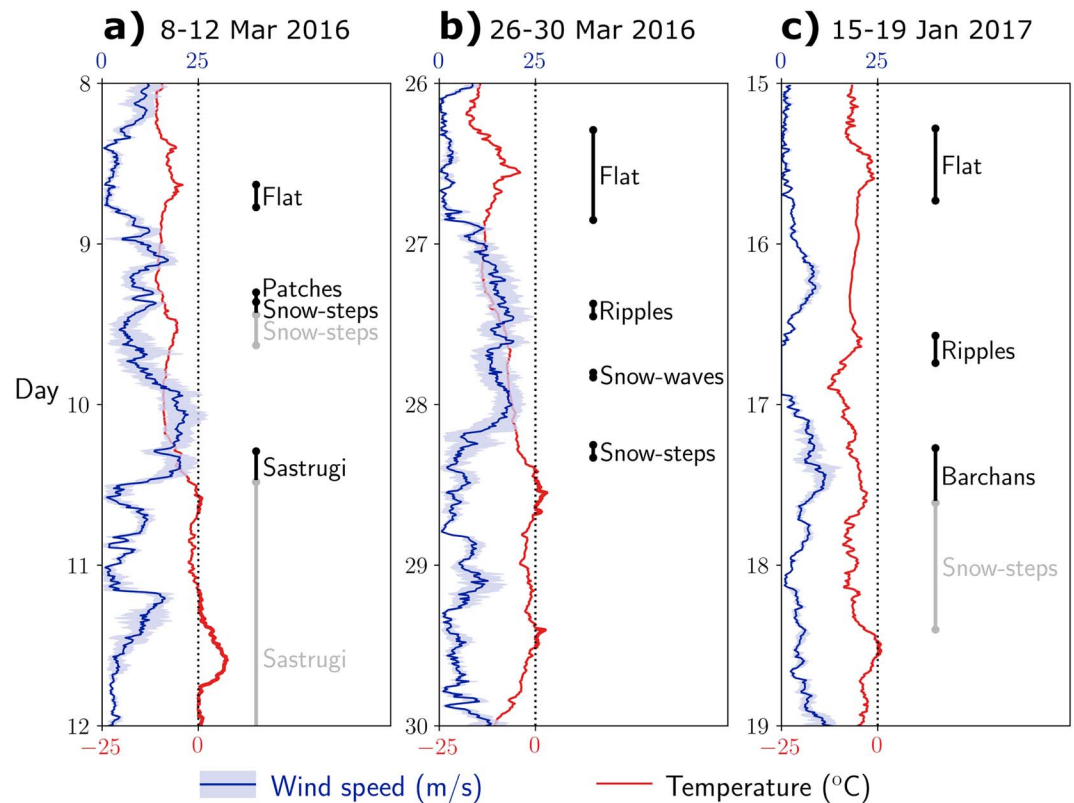 a) 8-12 Mar 2016
b) 26-30 Mar 2016
c) 15-19 Jan 2017
0 25
0 25
0 25
Day
8
9
10
11
12
Flat
Patches
Snow-steps
Snow-steps
Sastrugi
Sastrugi
−25 0
26
27
28
29
30
Flat
Ripples
Snow-waves
Snow-steps
−25 0
15
16
17
18
19
Flat
Ripples
Barchans
Snow-steps
−25 0
Wind speed (m/s)
Temperature (°C)